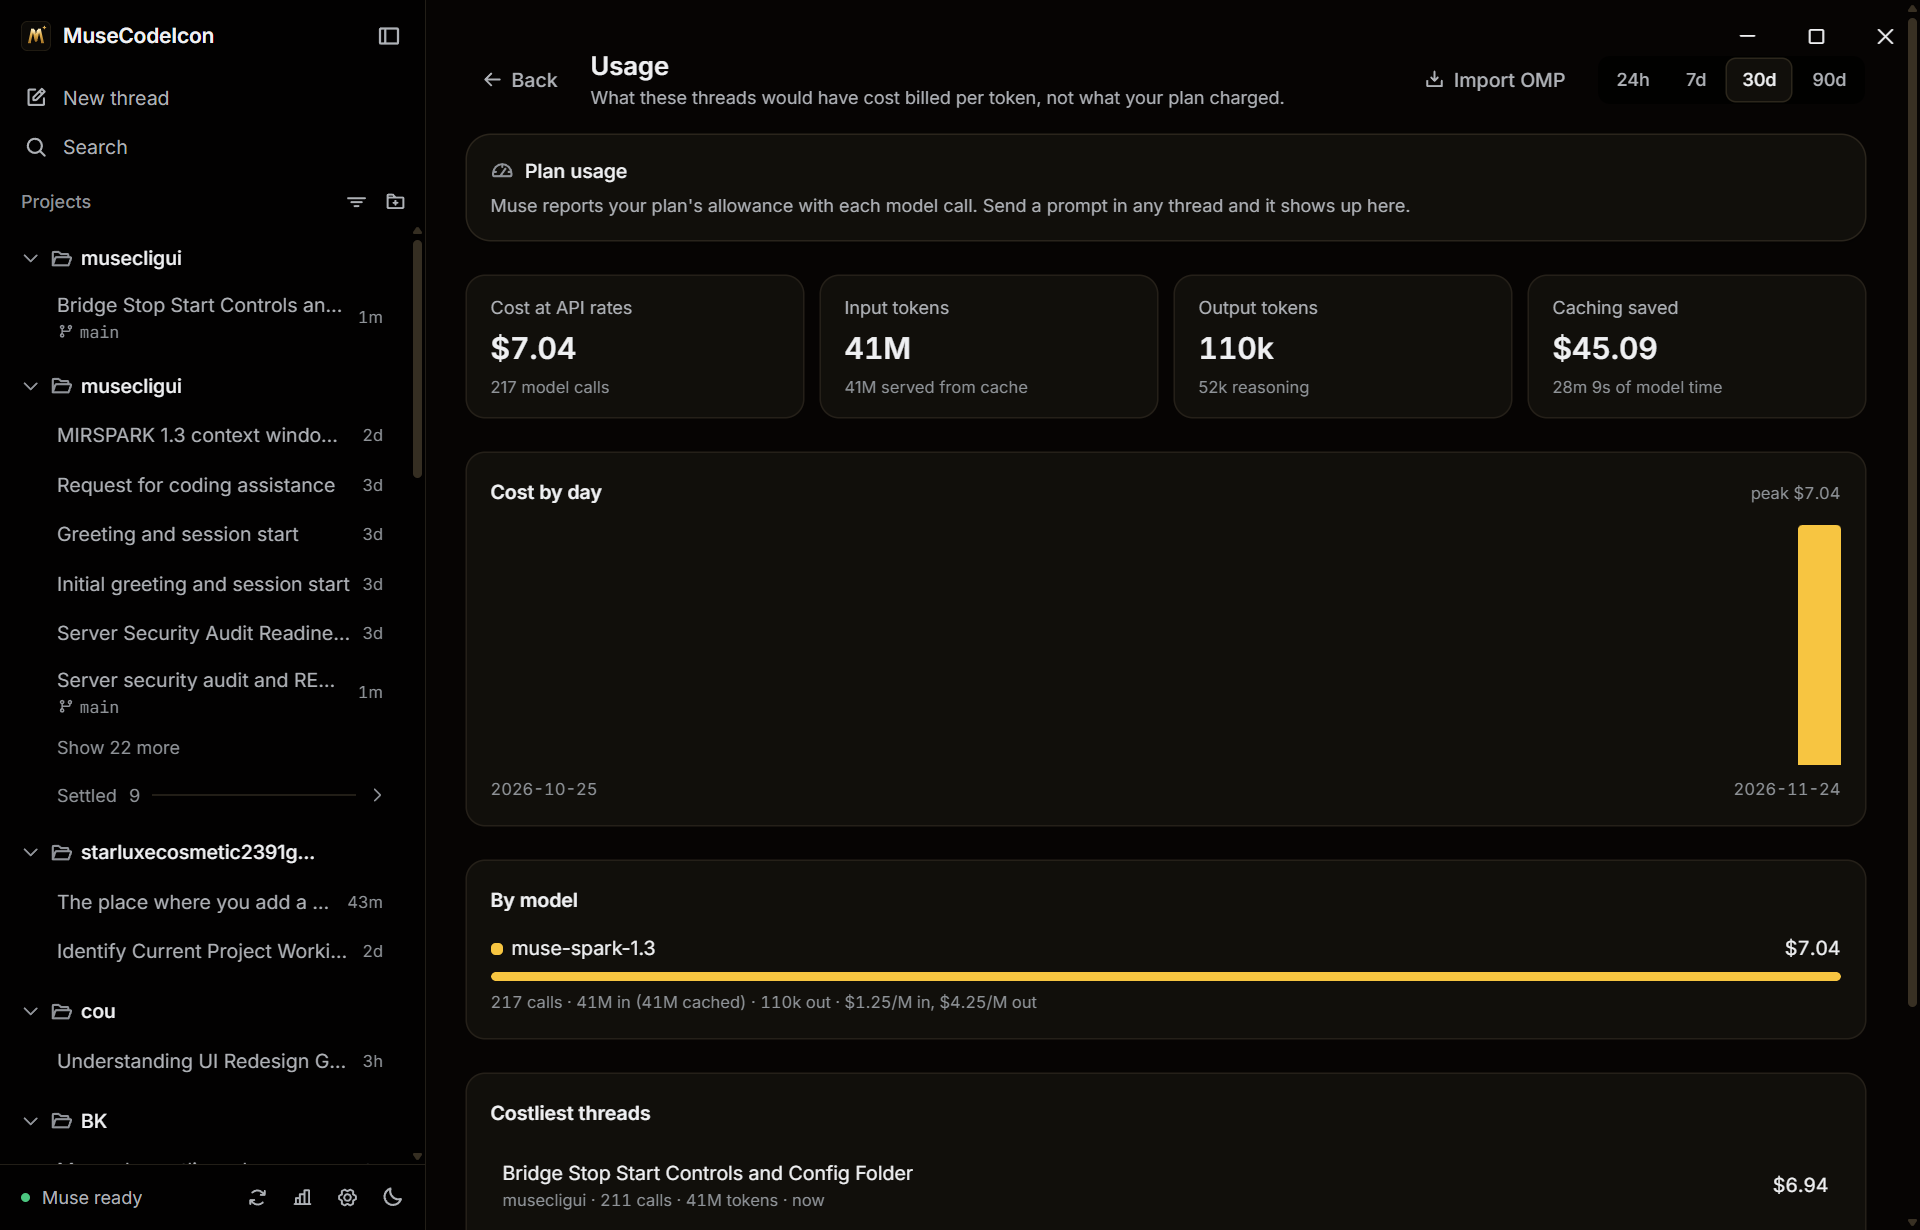 MuseCodeIcon
New thread
Search
Projects
musecligui
Bridge Stop Start Controls an...
1m
main
musecligui
MIRSPARK 1.3 context windo...
2d
Request for coding assistance
3d
Greeting and session start
3d
Initial greeting and session start
3d
Server Security Audit Readine...
3d
Server security audit and RE...
1m
main
Show 22 more
Settled 9
starluxecosmetic2391g...
The place where you add a ...
43m
Identify Current Project Worki...
2d
cou
Understanding UI Redesign G...
3h
BK
Muse ready
Back
Usage
What these threads would have cost billed per token, not what your plan charged.
Import OMP
24h
7d
30d
90d
Plan usage
Muse reports your plan's allowance with each model call. Send a prompt in any thread and it shows up here.
Cost at API rates
$7.04
217 model calls
Input tokens
41M
41M served from cache
Output tokens
110k
52k reasoning
Caching saved
$45.09
28m 9s of model time
Cost by day
peak $7.04
2026-10-25
2026-11-24
By model
muse-spark-1.3
$7.04
217 calls · 41M in (41M cached) · 110k out · $1.25/M in, $4.25/M out
Costliest threads
Bridge Stop Start Controls and Config Folder
musecligui · 211 calls · 41M tokens · now
$6.94